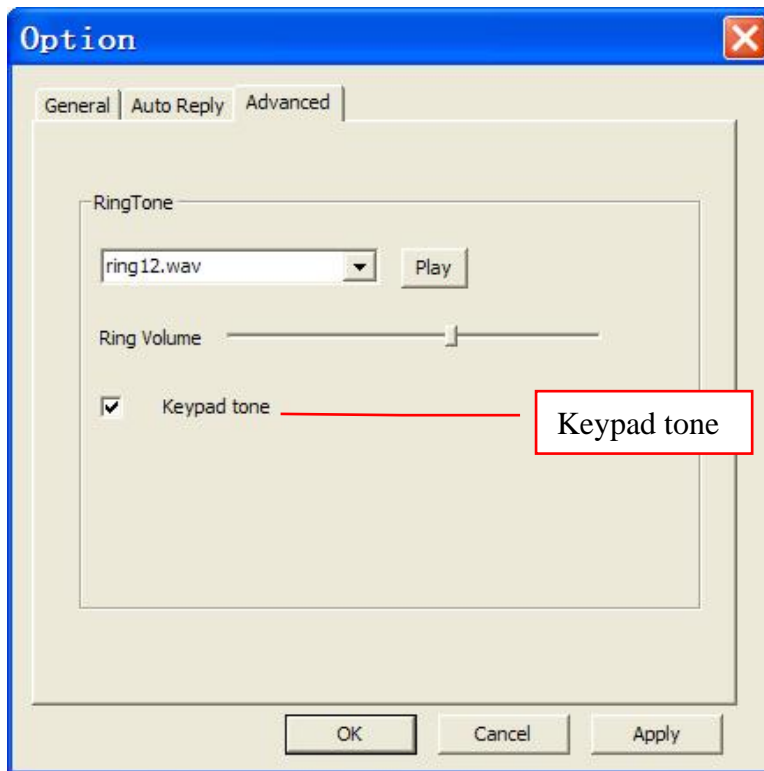 Option
General Auto Reply Advanced
RingTone
ring12.wav Play
Ring Volume
Keypad tone Keypad tone
OK Cancel Apply